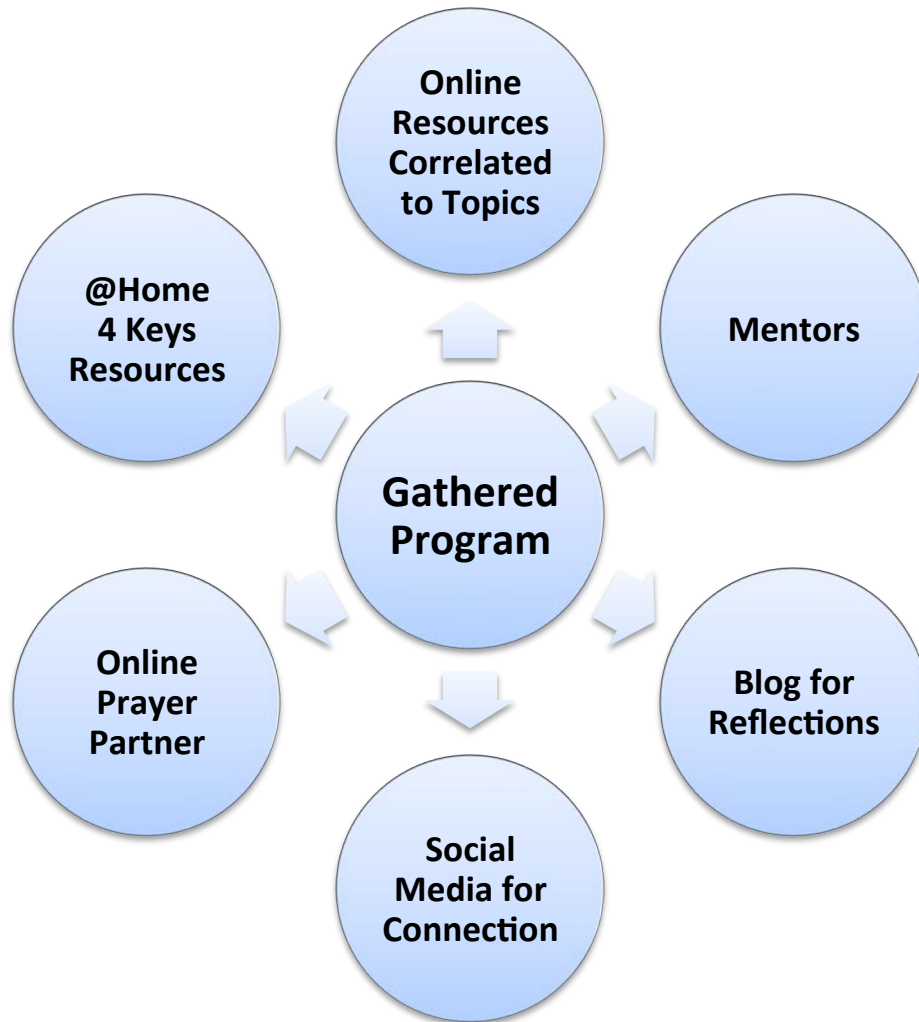 Online
Resources
Correlated
to Topics
@Home
4 Keys
Resources
Mentors
Gathered
Program
Online
Prayer
Partner
Blog for
Reflections
Social
Media for
Connection